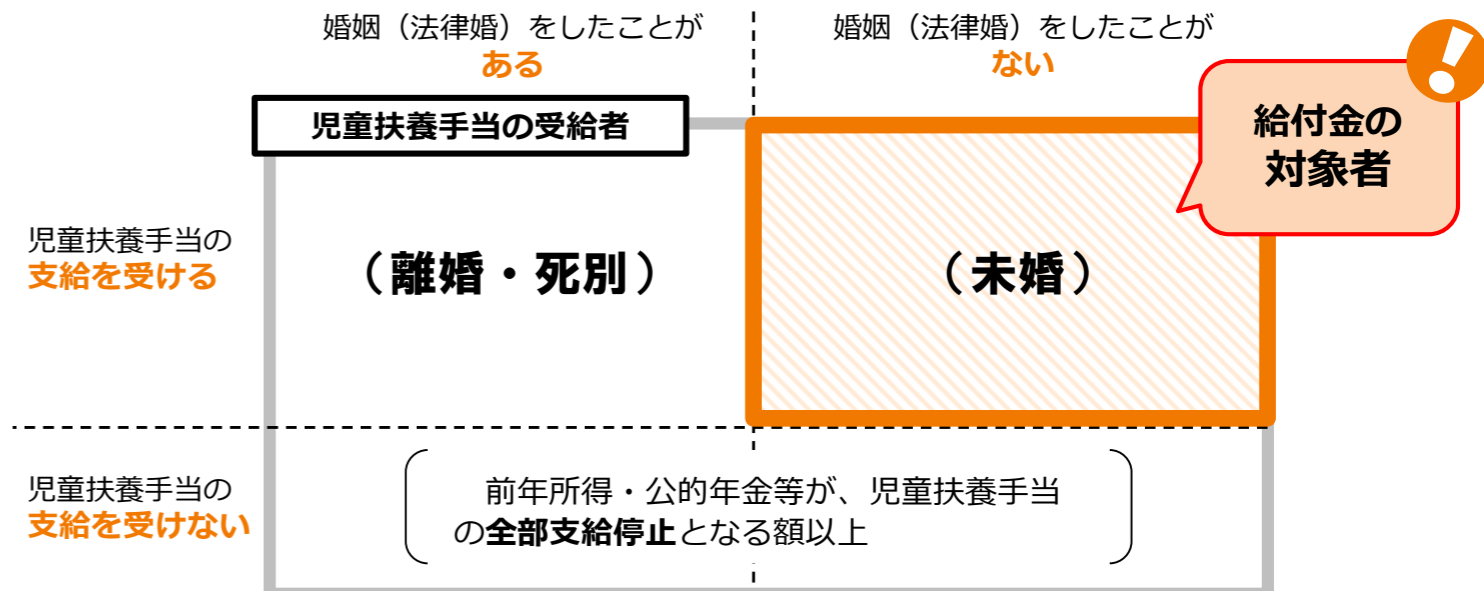 婚姻（法律婚）をしたことが
ある
婚姻（法律婚）をしたことが
ない
給付金の
対象者
児童扶養手当の受給者
児童扶養手当の
支給を受ける
（離婚・死別）
（未婚）
児童扶養手当の
支給を受けない
前年所得・公的年金等が、児童扶養手当
の全部支給停止となる額以上